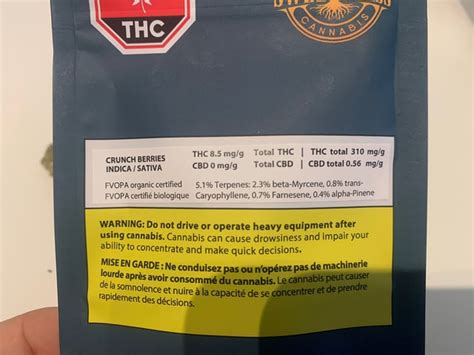 THC
CANNABIS
CRUNCH BERRIES THC 8.5 mg/g Total THC | THC total 310 mg/g
INDICA / SATIVA CBD 0 mg/g Total CBD | CBD total 0.56 mg/g
FVOPA organic certified 5.1% Terpenes: 2.3% beta-Myrcene, 0.8% trans-
FVOPA certifié biologique Caryophyllene, 0.7% Farnesene, 0.4% alpha-Pinene
WARNING: Do not drive or operate heavy equipment after
using cannabis. Cannabis can cause drowsiness and impair your
ability to concentrate and make quick decisions.
MISE EN GARDE : Ne conduisez pas ou n'opérez pas de machinerie
lourde après avoir consommé du cannabis. Le cannabis peut causer
de la somnolence et nuire à la capacité de se concentrer et de prendre
rapidement des décisions.